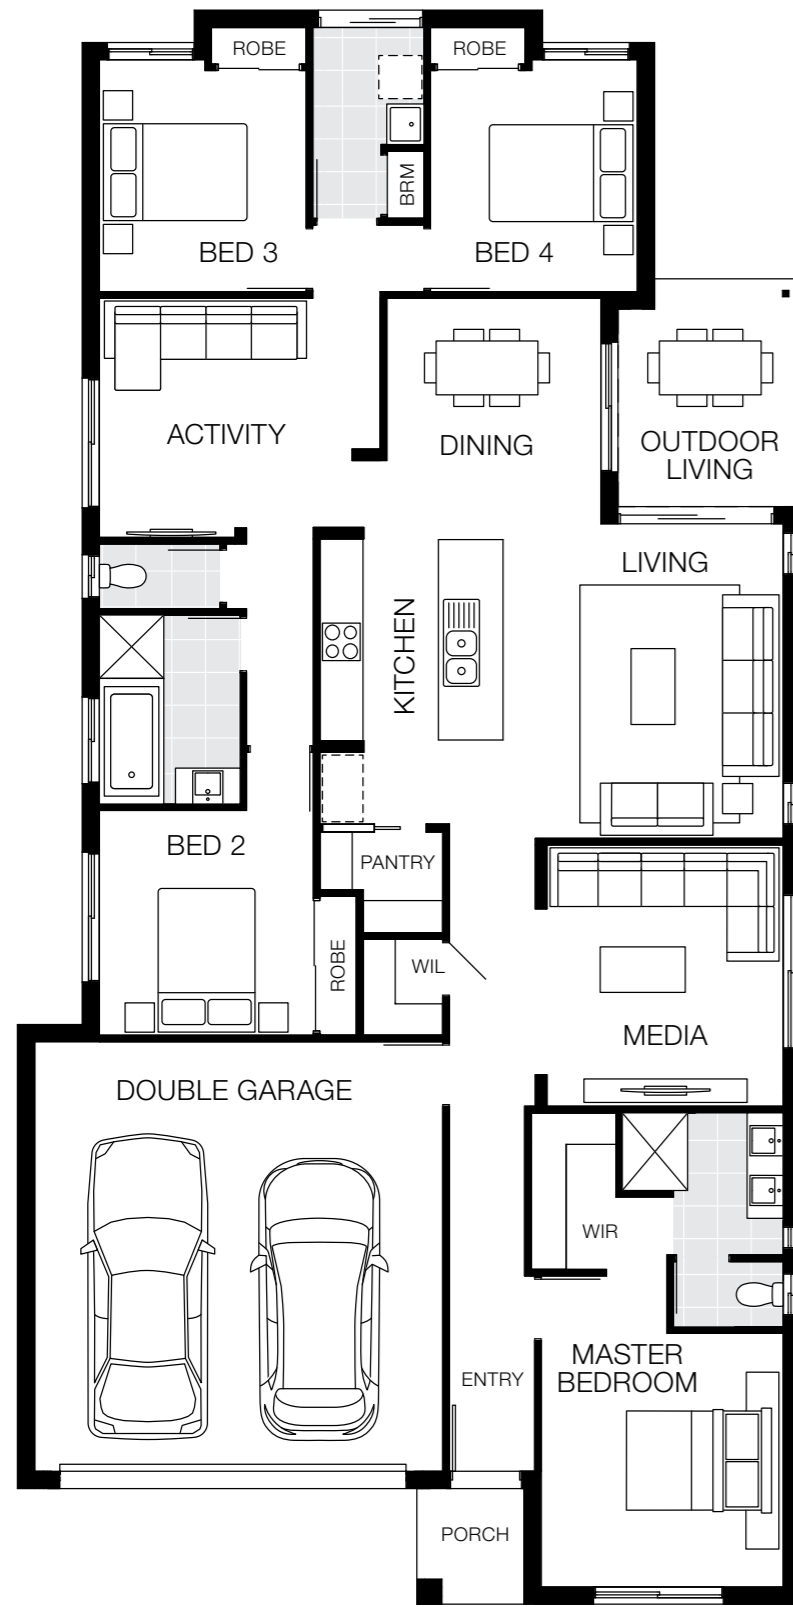 ROBE
ROBE
BRM
BED 3
BED 4
ACTIVITY
DINING
OUTDOOR
LIVING
LIVING
KITCHEN
BED 2
PANTRY
ROBE
WIL
MEDIA
DOUBLE GARAGE
WIR
MASTER
BEDROOM
ENTRY
PORCH